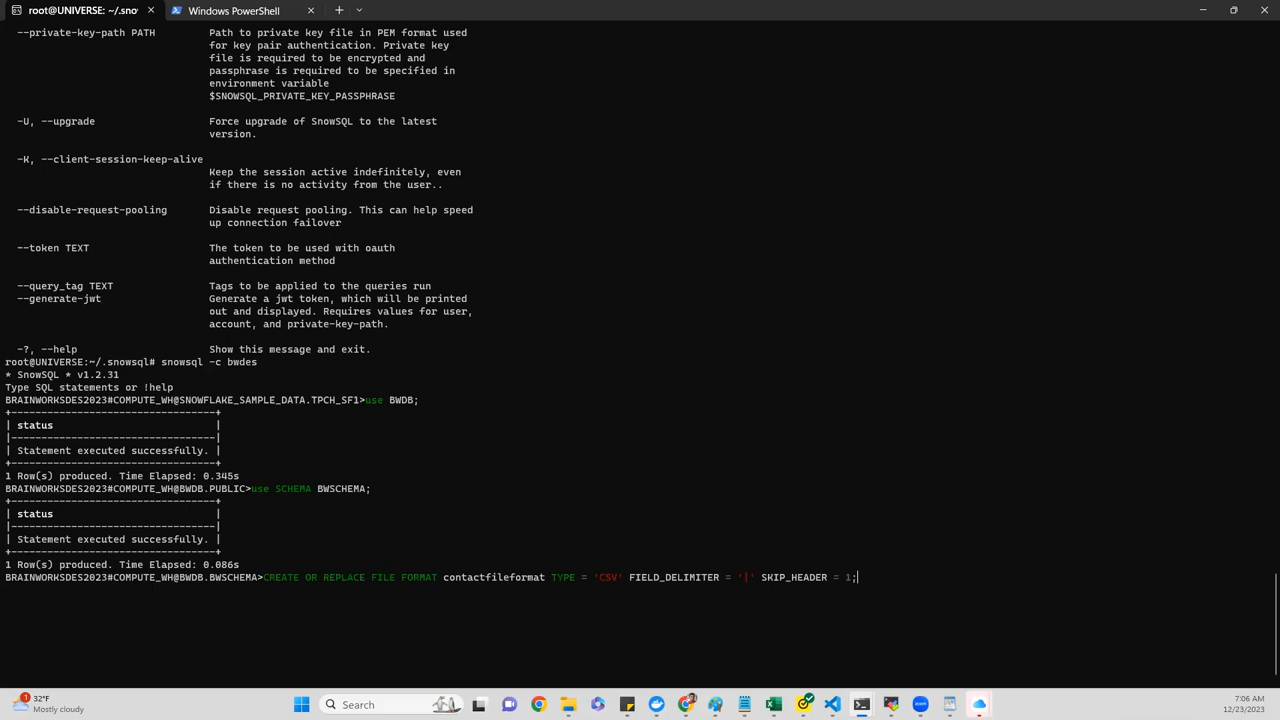 root@UNIVERSE: ~/.sno
Windows PowerShell
--private-key-path PATH Path to private key file in PEM format used
for key pair authentication. Private key
file is required to be encrypted and
passphrase is required to be specified in
environment variable
$SNOWSQL_PRIVATE_KEY_PASSPHRASE
-U, --upgrade Force upgrade of SnowSQL to the latest
version.
-K, --client-session-keep-alive
Keep the session active indefinitely, even
if there is no activity from the user..
--disable-request-pooling Disable request pooling. This can help speed
up connection failover
--token TEXT The token to be used with oauth
authentication method
--query_tag TEXT Tags to be applied to the queries run
--generate-jwt Generate a jwt token, which will be printed
out and displayed. Requires values for user,
account, and private-key-path.
-?, --help Show this message and exit.
root@UNIVERSE:~/.snowsql# snowsql -c bwdes
* SnowSQL * v1.2.31
Type SQL statements or !help
BRAINWORKSDES2023#COMPUTE_WH@SNOWFLAKE_SAMPLE_DATA.TPCH_SF1>use BWDB;
+----------------------------------+
| status |
|----------------------------------|
| Statement executed successfully. |
+----------------------------------+
1 Row(s) produced. Time Elapsed: 0.345s
BRAINWORKSDES2023#COMPUTE_WH@BWDB.PUBLIC>use SCHEMA BWSCHEMA;
+----------------------------------+
| status |
|----------------------------------|
| Statement executed successfully. |
+----------------------------------+
1 Row(s) produced. Time Elapsed: 0.086s
BRAINWORKSDES2023#COMPUTE_WH@BWDB.BWSCHEMA>CREATE OR REPLACE FILE FORMAT contactfileformat TYPE = 'CSV' FIELD_DELIMITER = '|' SKIP_HEADER = 1;
1
32°F
Mostly cloudy
Search
7:06 AM
12/23/2023